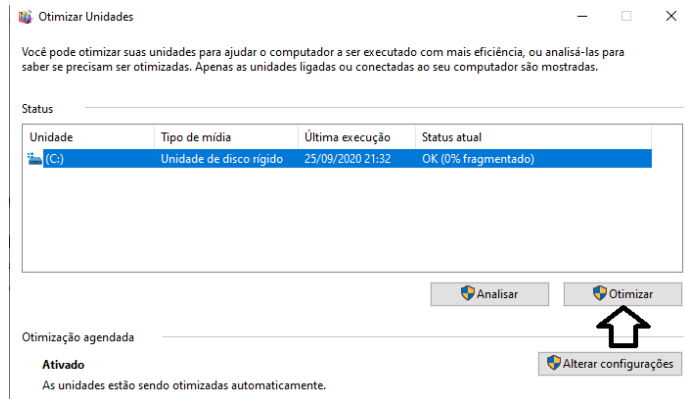 Otimizar Unidades
Você pode otimizar suas unidades para ajudar o computador a ser executado com mais eficiência, ou analisá-las para
saber se precisam ser otimizadas. Apenas as unidades ligadas ou conectadas ao seu computador são mostradas.
Status
Unidade Tipo de mídia Última execução Status atual
(C:) Unidade de disco rígido 25/09/2020 21:32 OK (0% fragmentado)
Analisar Otimizar
Otimização agendada
Ativado Alterar configurações
As unidades estão sendo otimizadas automaticamente.